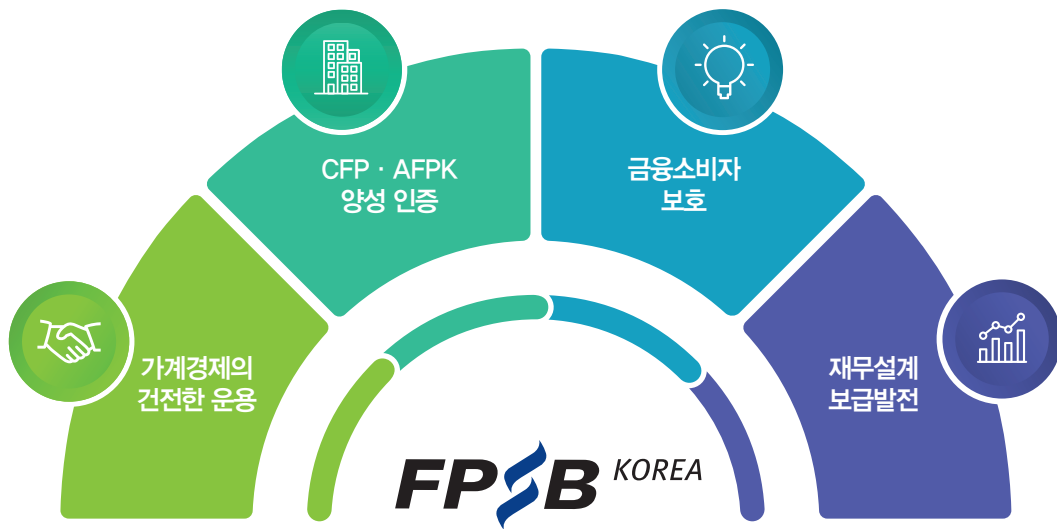 CFP · AFPK
양성 인증
금융소비자
보호
가계경제의
건전한 운용
재무설계
보급발전
FPSB KOREA